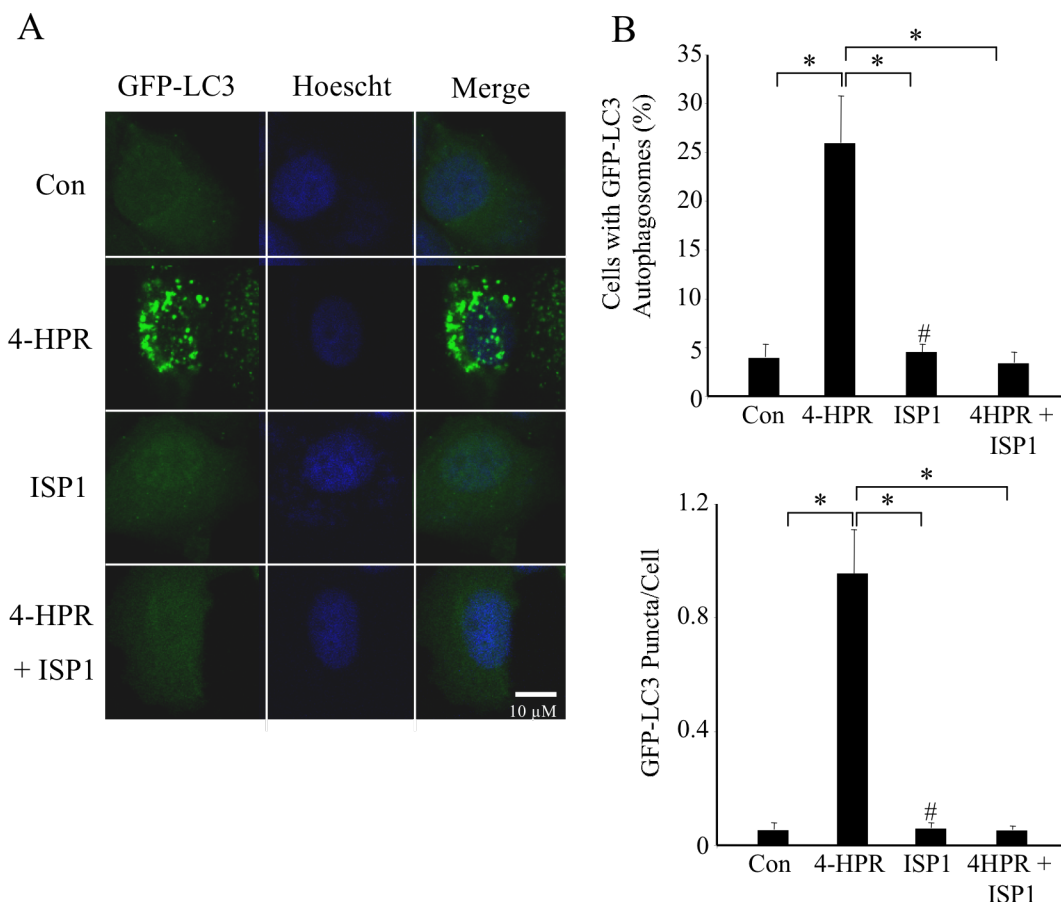 A
GFP-LC3 Hoescht Merge
Con
4-HPR
ISP1
4-HPR
+ ISP1
10 µM
B
Cells with GFP-LC3
Autophagosomes (%)
35
30
25
20
15
10
5
0
* * *
#
Con 4-HPR ISP1 4HPR +
ISP1
GFP-LC3 Puncta/Cell
1.2
0.8
0.4
0
* * *
#
Con 4-HPR ISP1 4HPR +
ISP1